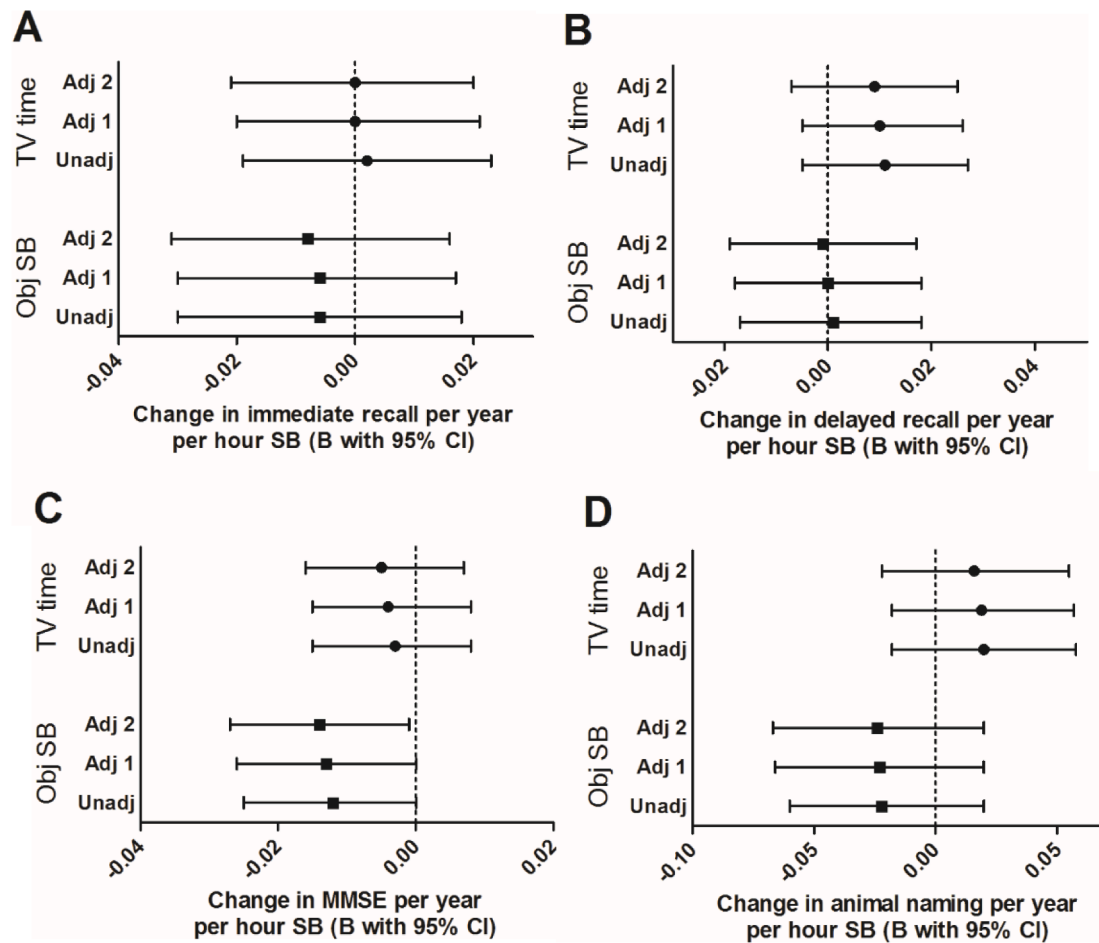 A
TV time
Adj 2
Adj 1
Unadj
Obj SB
Adj 2
Adj 1
Unadj
-0.04
-0.02
0.00
0.02
Change in immediate recall per year
per hour SB (B with 95% CI)
B
TV time
Adj 2
Adj 1
Unadj
Obj SB
Adj 2
Adj 1
Unadj
-0.02
0.00
0.02
0.04
Change in delayed recall per year
per hour SB (B with 95% CI)
C
TV time
Adj 2
Adj 1
Unadj
Obj SB
Adj 2
Adj 1
Unadj
-0.04
-0.02
0.00
0.02
Change in MMSE per year
per hour SB (B with 95% CI)
D
TV time
Adj 2
Adj 1
Unadj
Obj SB
Adj 2
Adj 1
Unadj
-0.10
-0.05
0.00
0.05
Change in animal naming per year
per hour SB (B with 95% CI)